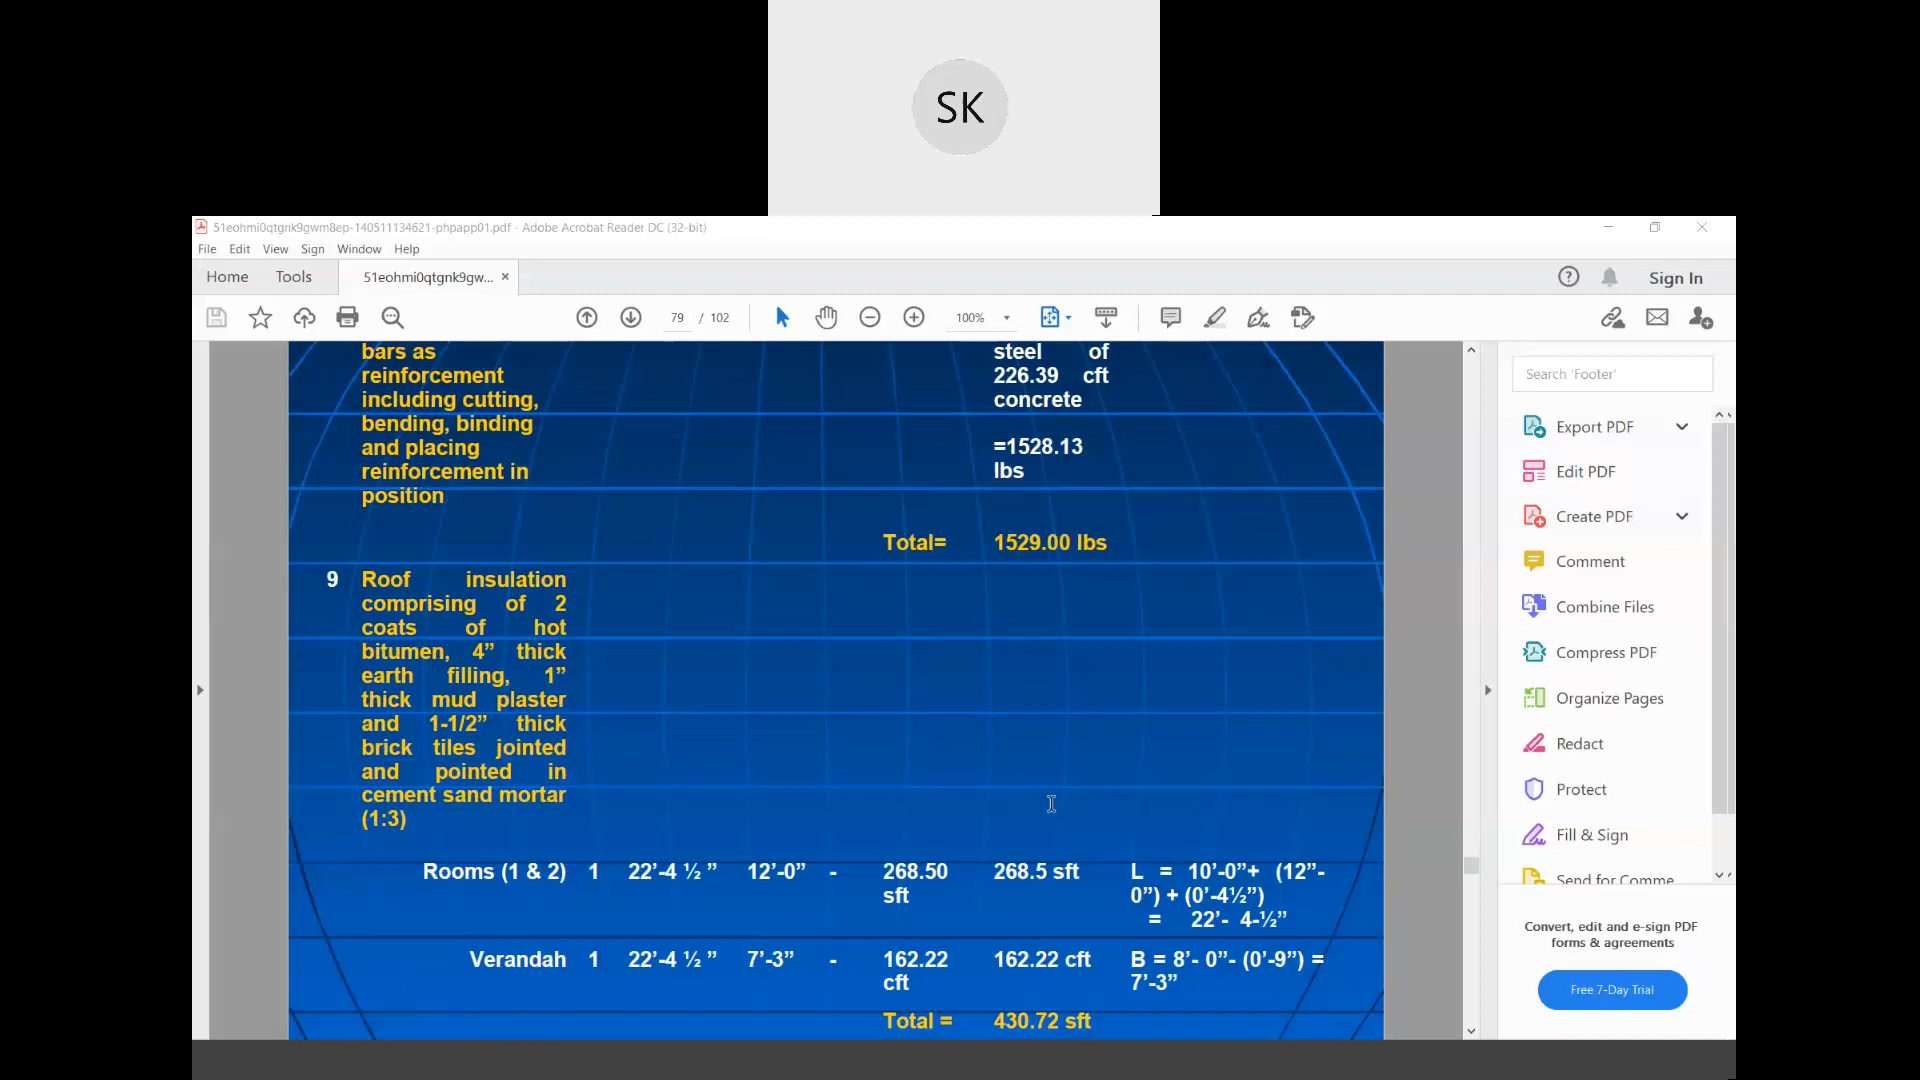 SK
51eohmi0qtgnk9gwm8ep-140511134621-phpapp01.pdf - Adobe Acrobat Reader DC (32-bit)
File Edit View Sign Window Help
Home Tools 51eohmi0qtgnk9gw... × Sign In
79 / 102 100%
bars as
reinforcement
including cutting,
bending, binding
and placing
reinforcement in
position
steel of
226.39 cft
concrete
=1528.13
lbs
Total= 1529.00 lbs
9 Roof insulation
comprising of 2
coats of hot
bitumen, 4” thick
earth filling, 1”
thick mud plaster
and 1-1/2” thick
brick tiles jointed
and pointed in
cement sand mortar
(1:3)
Rooms (1 & 2) 1 22’-4 ½ ” 12’-0” - 268.50 268.5 sft L = 10’-0”+ (12”-
sft 0”) + (0’-4½”)
= 22’- 4-½”
Verandah 1 22’-4 ½ ” 7’-3” - 162.22 162.22 cft B = 8’- 0”- (0’-9”) =
cft 7’-3”
Total = 430.72 sft
Search 'Footer'
Export PDF
Edit PDF
Create PDF
Comment
Combine Files
Compress PDF
Organize Pages
Redact
Protect
Fill & Sign
Send for Comme
Convert, edit and e-sign PDF
forms & agreements
Free 7-Day Trial